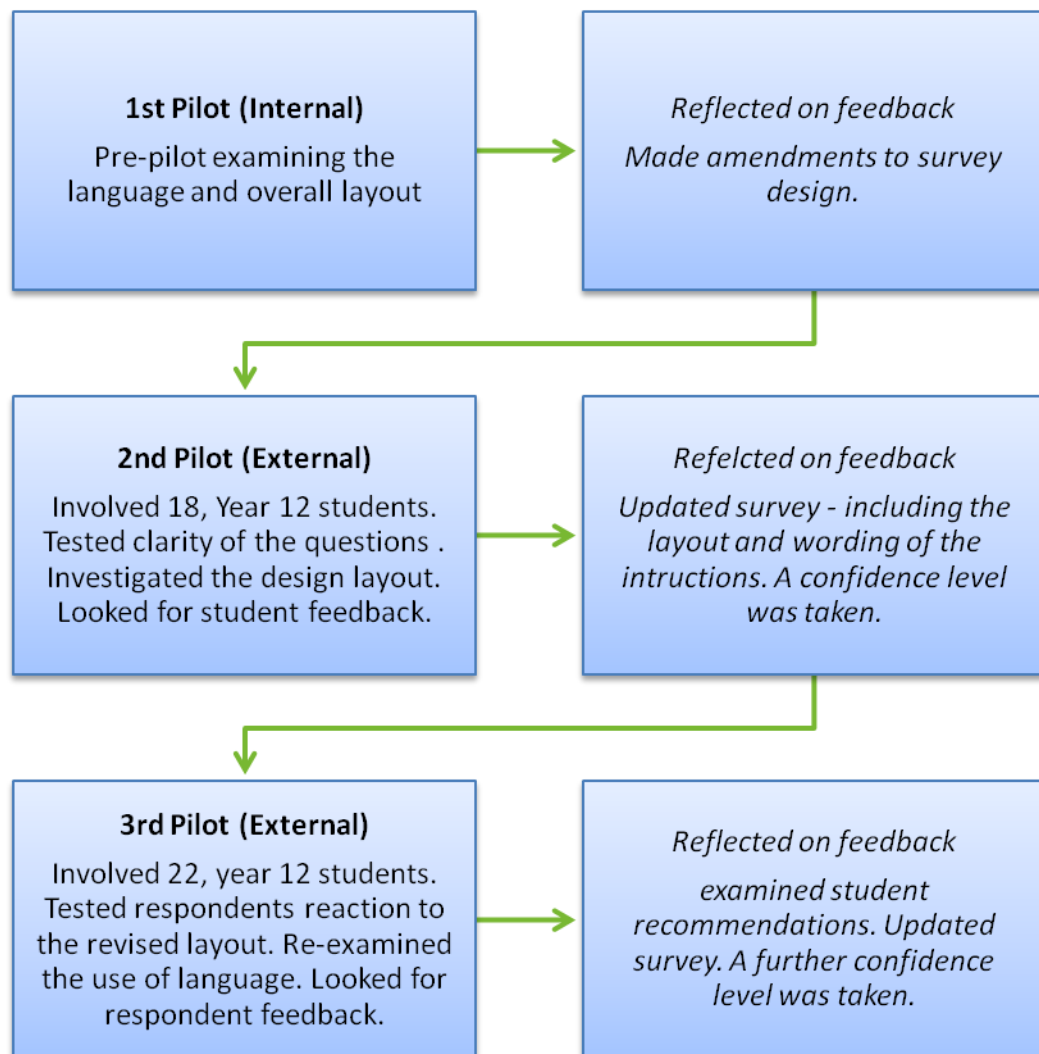 1st Pilot (Internal)
Pre-pilot examining the
language and overall layout
Reflected on feedback
Made amendments to survey
design.
2nd Pilot (External)
Involved 18, Year 12 students.
Tested clarity of the questions .
Investigated the design layout.
Looked for student feedback.
Refelcted on feedback
Updated survey - including the
layout and wording of the
intructions. A confidence level
was taken.
3rd Pilot (External)
Involved 22, year 12 students.
Tested respondents reaction to
the revised layout. Re-examined
the use of language. Looked for
respondent feedback.
Reflected on feedback
examined student
recommendations. Updated
survey. A further confidence
level was taken.